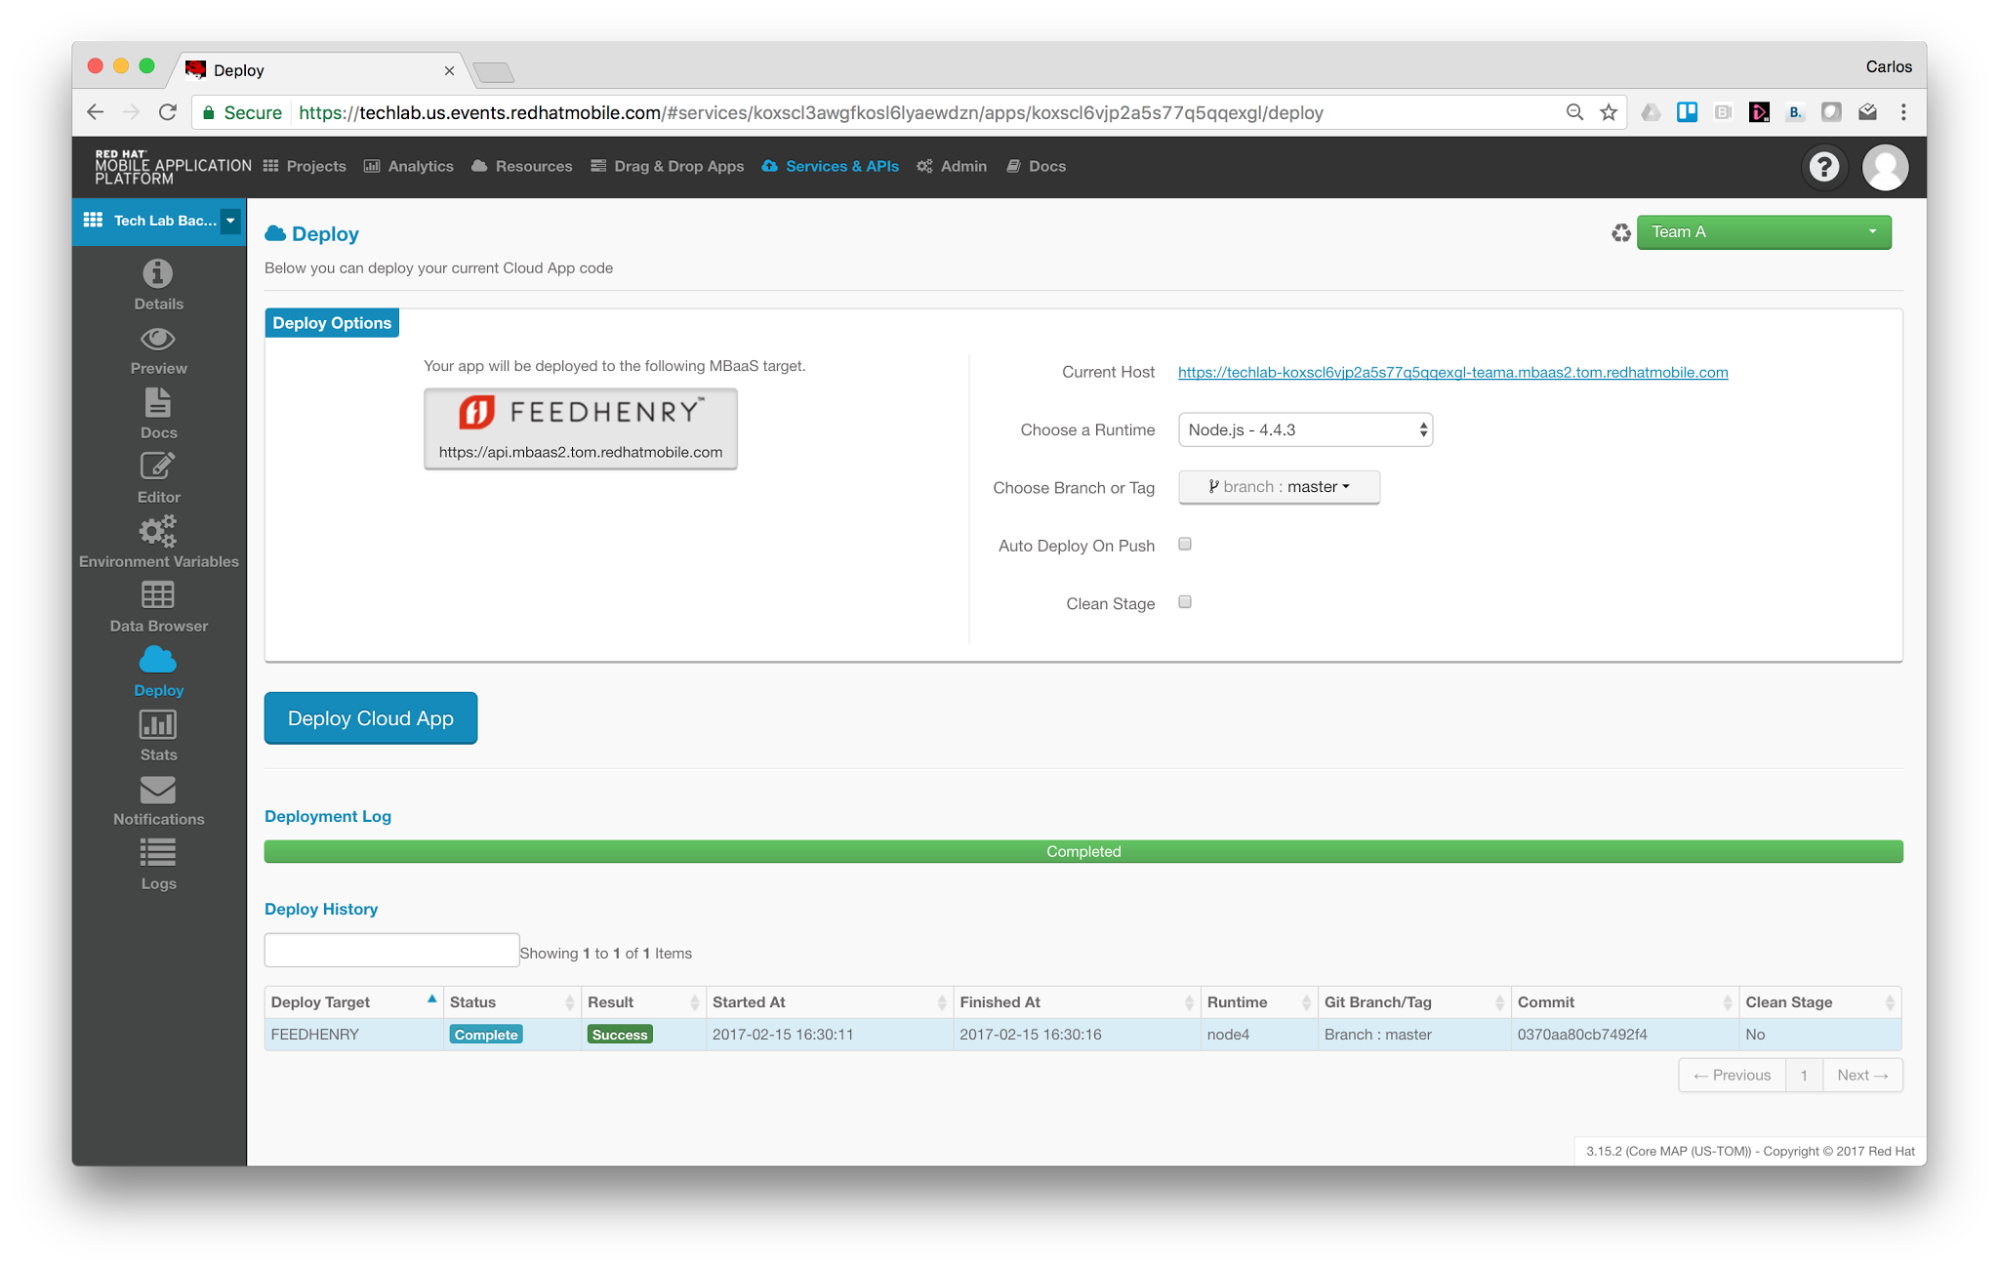 Deploy
Carlos
Secure https://techlab.us.events.redhatmobile.com/#services/koxscl3awgfkosl6lyaewdzn/apps/koxscl6vjp2a5s77q5qqexgl/deploy
RED HAT
MOBILE APPLICATION
PLATFORM
Projects Analytics Resources Drag & Drop Apps Services & APIs Admin Docs ?
Tech Lab Bac...
Details
Preview
Docs
Editor
Environment Variables
Data Browser
Deploy
Stats
Notifications
Logs
Deploy
Team A
Below you can deploy your current Cloud App code
Deploy Options
Your app will be deployed to the following MBaaS target.
FEEDHENRY™
https://api.mbaas2.tom.redhatmobile.com
Current Host https://techlab-koxscl6vjp2a5s77q5qqexgl-teama.mbaas2.tom.redhatmobile.com
Choose a Runtime Node.js - 4.4.3
Choose Branch or Tag branch : master
Auto Deploy On Push
Clean Stage
Deploy Cloud App
Deployment Log
Completed
Deploy History
Showing 1 to 1 of 1 Items
Deploy Target Status Result Started At Finished At Runtime Git Branch/Tag Commit Clean Stage
FEEDHENRY Complete Success 2017-02-15 16:30:11 2017-02-15 16:30:16 node4 Branch : master 0370aa80cb7492f4 No
← Previous 1 Next →
3.15.2 (Core MAP (US-TOM)) - Copyright © 2017 Red Hat